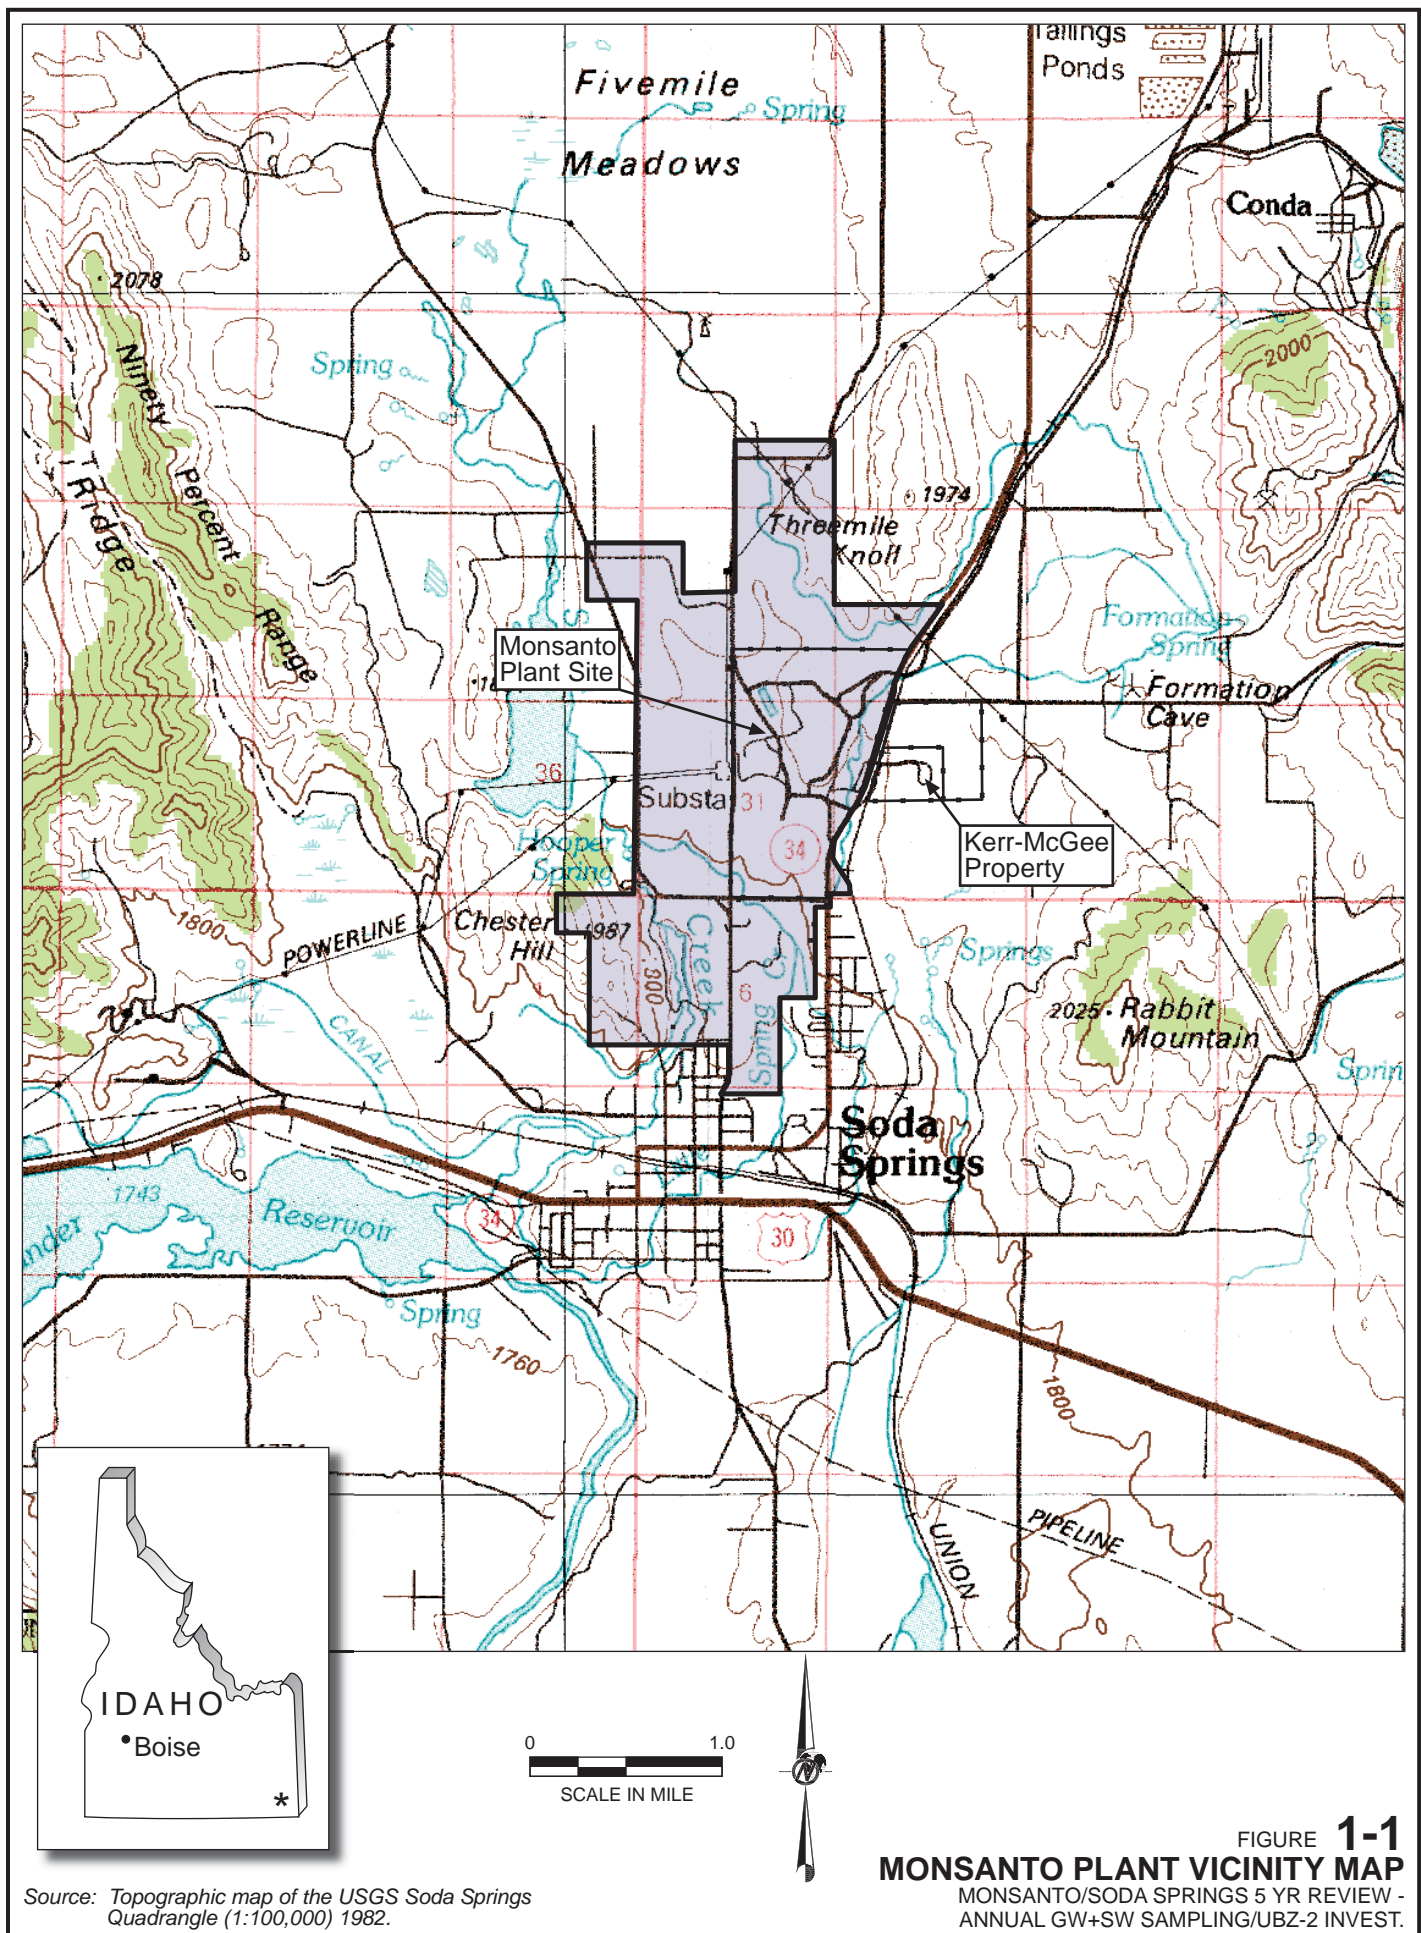 Tailings
Ponds
Fivemile
Spring
Meadows
Conda
2078
Ninety
Spring
2000
Percent
Ridge
1974
Threemile
Knoll
Range
Formation
Spring
Monsanto
Plant Site
Formation
Cave
36
Substa
31
Hooper
Spring
34
Kerr-McGee
Property
1800
POWERLINE
Chester
Hill
1987
Creek
Springs
6
2025
Rabbit
Mountain
CANAL
Spring
Sprin
Soda
Springs
1743
Reservoir
nder
34
30
Spring
1760
1800
PIPELINE
UNION
IDAHO
Boise
*
0 1.0
SCALE IN MILE
N
FIGURE 1-1
MONSANTO PLANT VICINITY MAP
MONSANTO/SODA SPRINGS 5 YR REVIEW -
ANNUAL GW+SW SAMPLING/UBZ-2 INVEST.
Source: Topographic map of the USGS Soda Springs
Quadrangle (1:100,000) 1982.